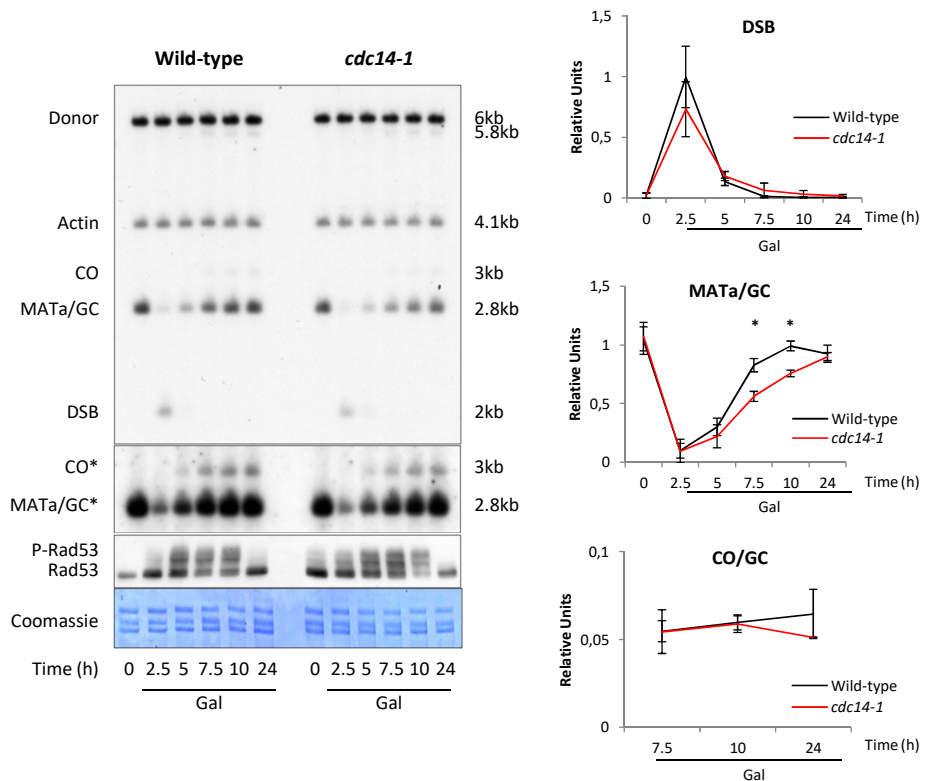 Wild-type cdc14-1
Donor 6kb
5.8kb
Actin 4.1kb
CO 3kb
MATa/GC 2.8kb
DSB 2kb
CO* 3kb
MATa/GC* 2.8kb
P-Rad53
Rad53
Coomassie
Time (h) 0 2.5 5 7.5 10 24 0 2.5 5 7.5 10 24
Gal Gal
DSB
Relative Units
1,5
1
0,5
0
Wild-type
cdc14-1
0 2.5 5 7.5 10 24 Time (h)
Gal
MATa/GC
Relative Units
1,5
1
0,5
0
* *
Wild-type
cdc14-1
0 2.5 5 7.5 10 24 Time (h)
Gal
CO/GC
Relative Units
0,1
0,05
0
Wild-type
cdc14-1
7.5 10 24 Time (h)
Gal